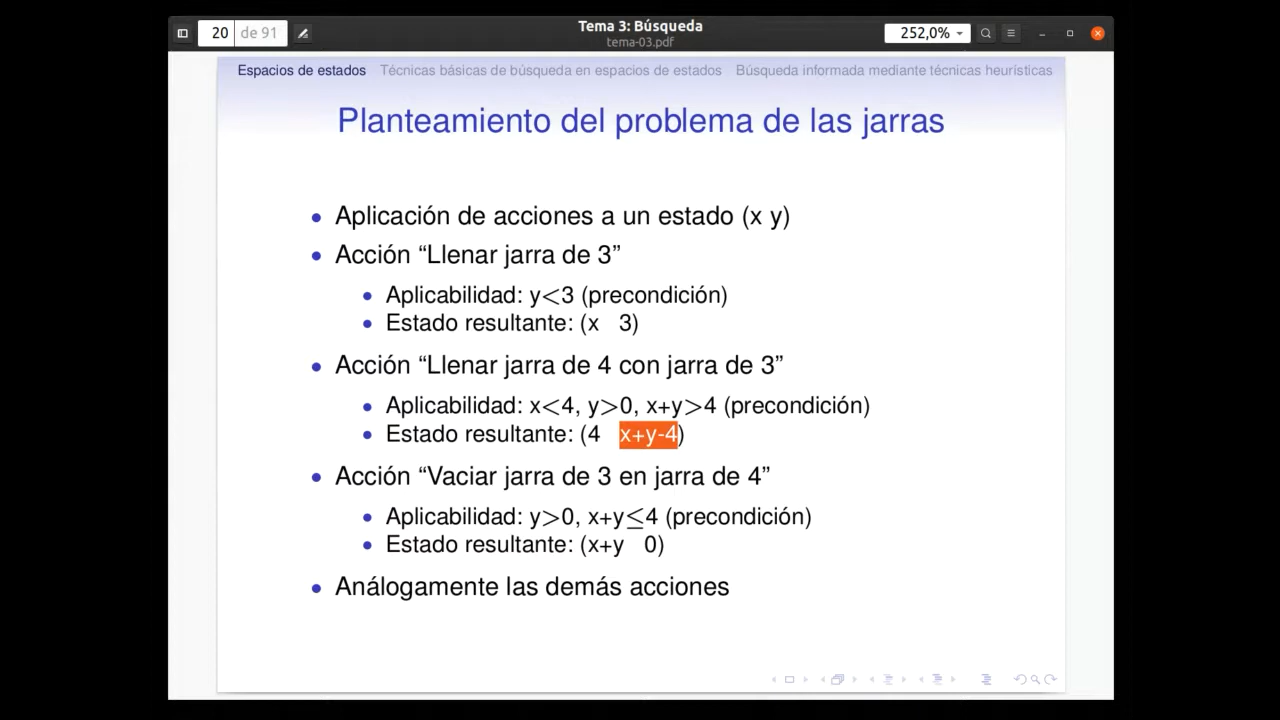 20 de 91
Tema 3: Búsqueda
tema-03.pdf
252,0%
Espacios de estados Técnicas básicas de búsqueda en espacios de estados Búsqueda informada mediante técnicas heurísticas
Planteamiento del problema de las jarras
• Aplicación de acciones a un estado (x y)
• Acción “Llenar jarra de 3”
• Aplicabilidad: y<3 (precondición)
• Estado resultante: (x 3)
• Acción “Llenar jarra de 4 con jarra de 3”
• Aplicabilidad: x<4, y>0, x+y>4 (precondición)
• Estado resultante: (4 x+y-4)
• Acción “Vaciar jarra de 3 en jarra de 4”
• Aplicabilidad: y>0, x+y≤4 (precondición)
• Estado resultante: (x+y 0)
• Análogamente las demás acciones